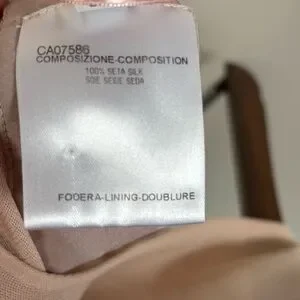 CA07586
COMPOSIZIONE-COMPOSITION
100% SETA SILK
SOIE SEIDE SEDA
FODERA-LINING-DOUBLURE